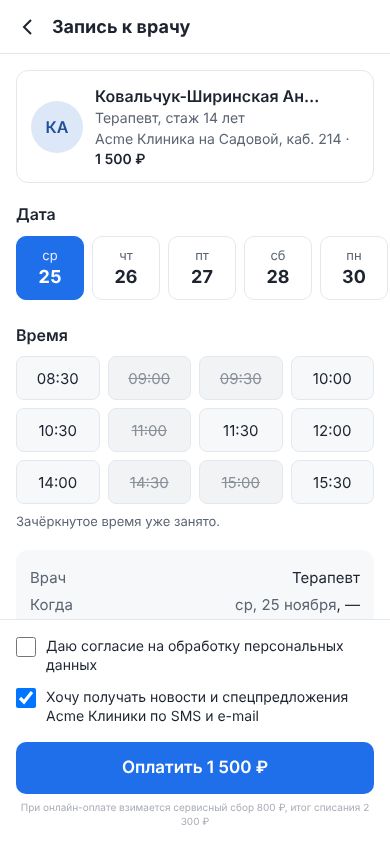 Запись к врачу
КА
Ковальчук-Ширинская Ан...
Терапевт, стаж 14 лет
Acme Клиника на Садовой, каб. 214 ·
1 500 ₽
Дата
ср
25
чт
26
пт
27
сб
28
пн
30
Время
08:30
09:00
09:30
10:00
10:30
11:00
11:30
12:00
14:00
14:30
15:00
15:30
Зачёркнутое время уже занято.
Врач
Терапевт
Когда
ср, 25 ноября, —
Даю согласие на обработку персональных
данных
Хочу получать новости и спецпредложения
Acme Клиники по SMS и e-mail
Оплатить 1 500 ₽
При онлайн-оплате взимается сервисный сбор 800 ₽, итог списания 2
300 ₽